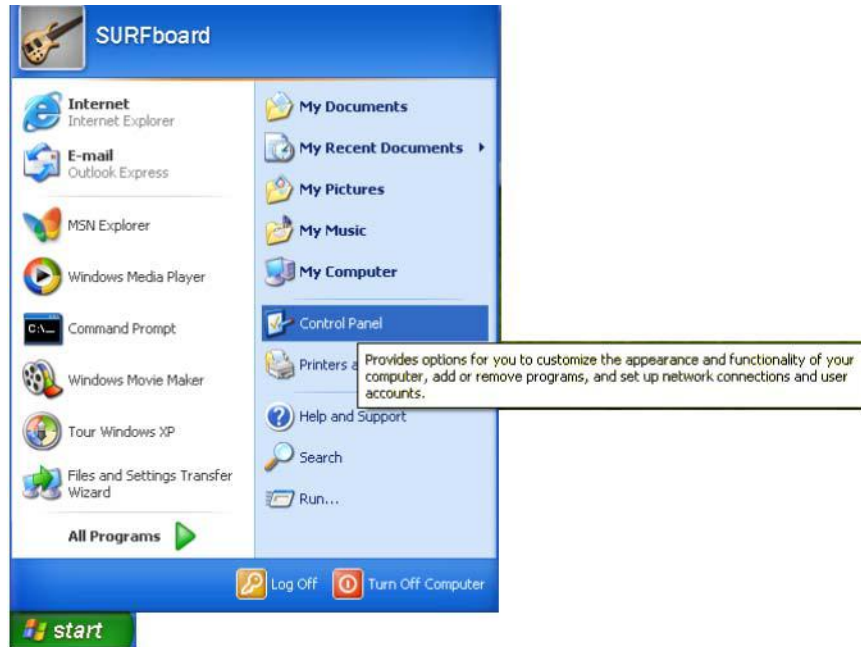 SURFboard
Internet
Internet Explorer
E-mail
Outlook Express
MSN Explorer
Windows Media Player
C:\_
Command Prompt
Windows Movie Maker
Tour Windows XP
Files and Settings Transfer
Wizard
All Programs
My Documents
My Recent Documents
My Pictures
My Music
My Computer
Control Panel
Printers a
Provides options for you to customize the appearance and functionality of your
computer, add or remove programs, and set up network connections and user
accounts.
Help and Support
Search
Run...
Log Off
Turn Off Computer
start